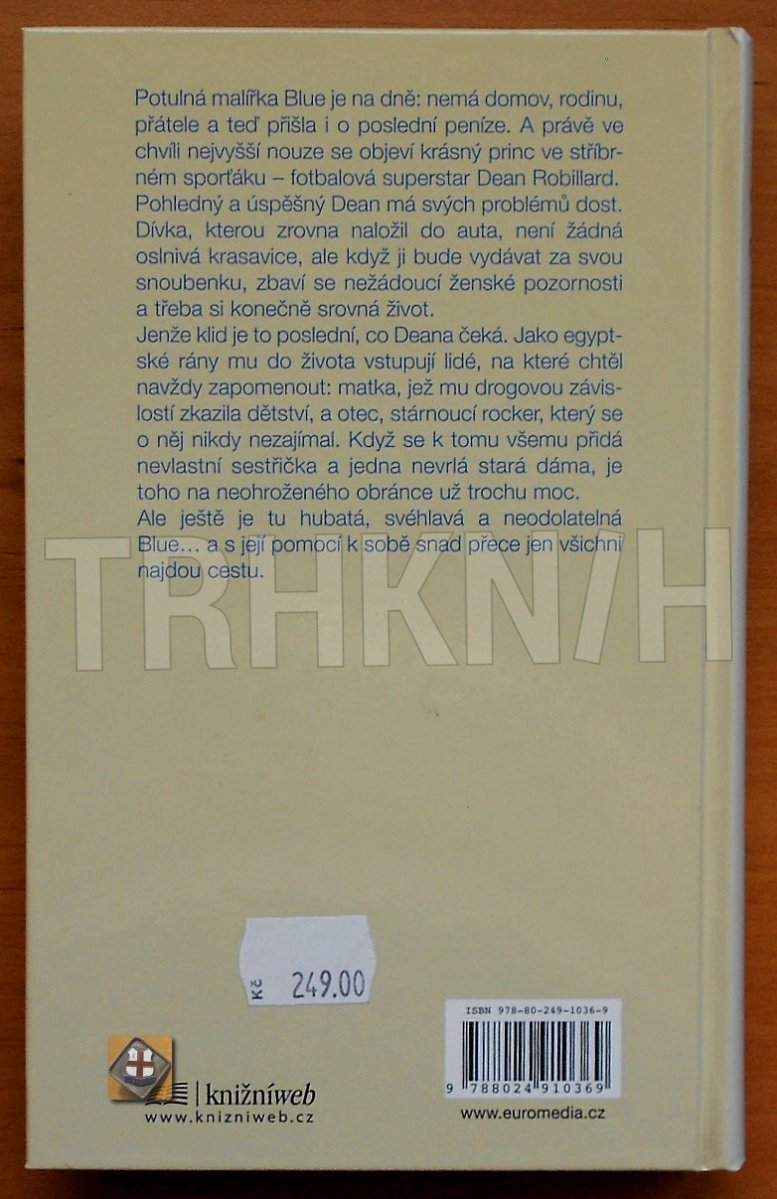 Potulná malířka Blue je na dně: nemá domov, rodinu,
přátele a teď přišla i o poslední peníze. A právě ve
chvíli nejvyšší nouze se objeví krásný princ ve stříbr-
ném sporťáku – fotbalová superstar Dean Robillard.
Pohledný a úspěšný Dean má svých problémů dost.
Dívka, kterou zrovna naložil do auta, není žádná
oslnivá krasavice, ale když ji bude vydávat za svou
snoubenku, zbaví se nežádoucí ženské pozornosti
a třeba si konečně srovná život.
Jenže klid je to poslední, co Deana čeká. Jako egypt-
ské rány mu do života vstupují lidé, na které chtěl
navždy zapomenout: matka, jež mu drogovou závis-
lostí zkazila dětství, a otec, stárnoucí rocker, který se
o něj nikdy nezajímal. Když se k tomu všemu přidá
nevlastní sestřička a jedna nevrlá stará dáma, je
toho na neohroženého obránce už trochu moc.
Ale ještě je tu hubatá, svéhlavá a neodolatelná
Blue... a s její pomocí k sobě snad přece jen všichni
najdou cestu.
TRHKNIH
Kč 249.00
ISBN 978-80-249-1036-9
9 788024 910369
knižníweb
www.knizniweb.cz
www.euromedia.cz